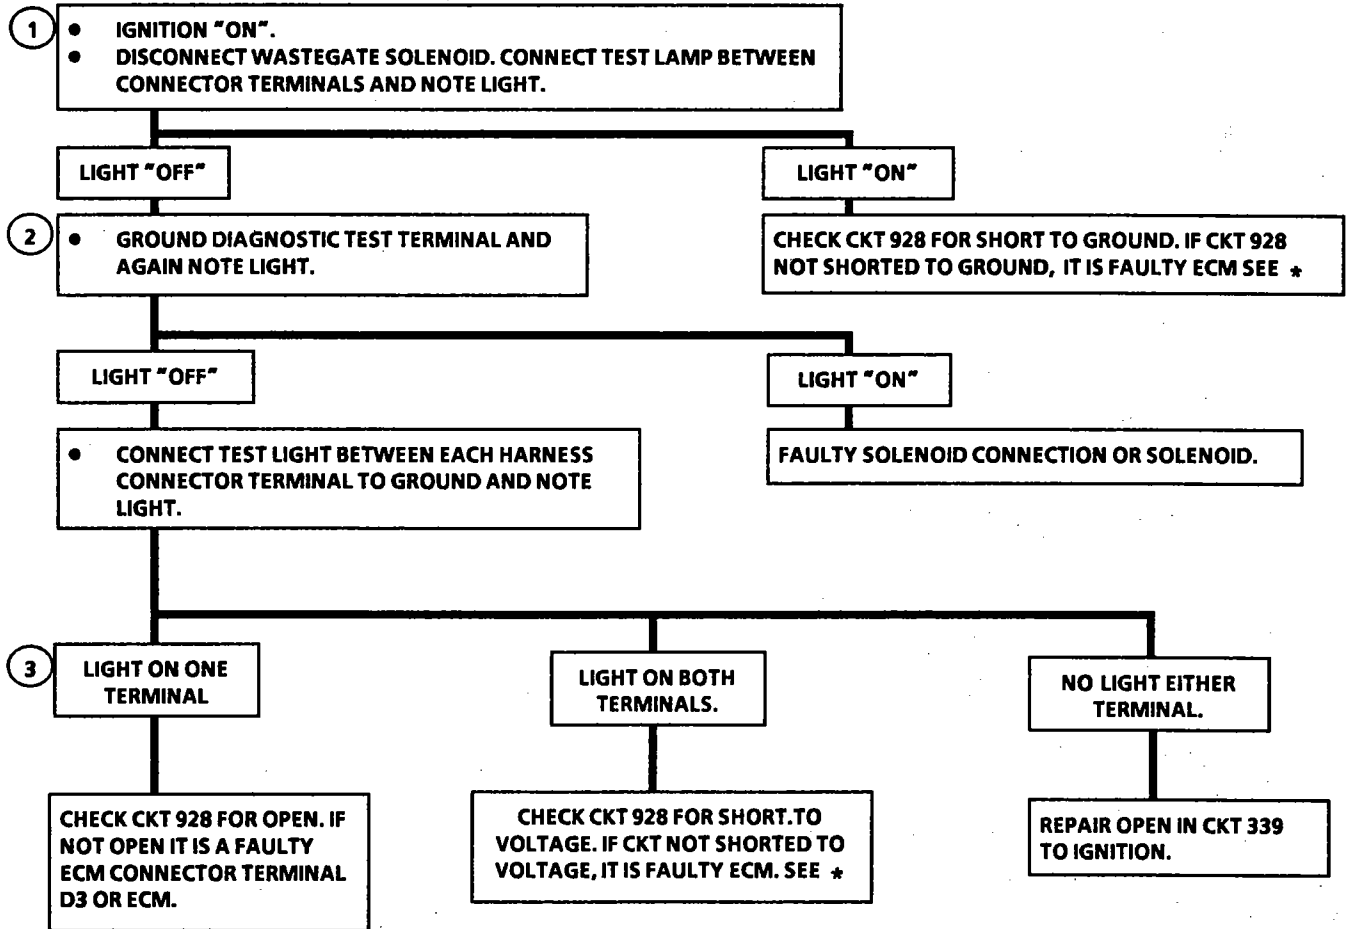 1
● IGNITION "ON".
● DISCONNECT WASTEGATE SOLENOID. CONNECT TEST LAMP BETWEEN
CONNECTOR TERMINALS AND NOTE LIGHT.
LIGHT "OFF"
LIGHT "ON"
2
● GROUND DIAGNOSTIC TEST TERMINAL AND
AGAIN NOTE LIGHT.
CHECK CKT 928 FOR SHORT TO GROUND. IF CKT 928
NOT SHORTED TO GROUND, IT IS FAULTY ECM SEE *
LIGHT "OFF"
LIGHT "ON"
● CONNECT TEST LIGHT BETWEEN EACH HARNESS
CONNECTOR TERMINAL TO GROUND AND NOTE
LIGHT.
FAULTY SOLENOID CONNECTION OR SOLENOID.
3
LIGHT ON ONE
TERMINAL
LIGHT ON BOTH
TERMINALS.
NO LIGHT EITHER
TERMINAL.
CHECK CKT 928 FOR OPEN. IF
NOT OPEN IT IS A FAULTY
ECM CONNECTOR TERMINAL
D3 OR ECM.
CHECK CKT 928 FOR SHORT.TO
VOLTAGE. IF CKT NOT SHORTED TO
VOLTAGE, IT IS FAULTY ECM. SEE *
REPAIR OPEN IN CKT 339
TO IGNITION.